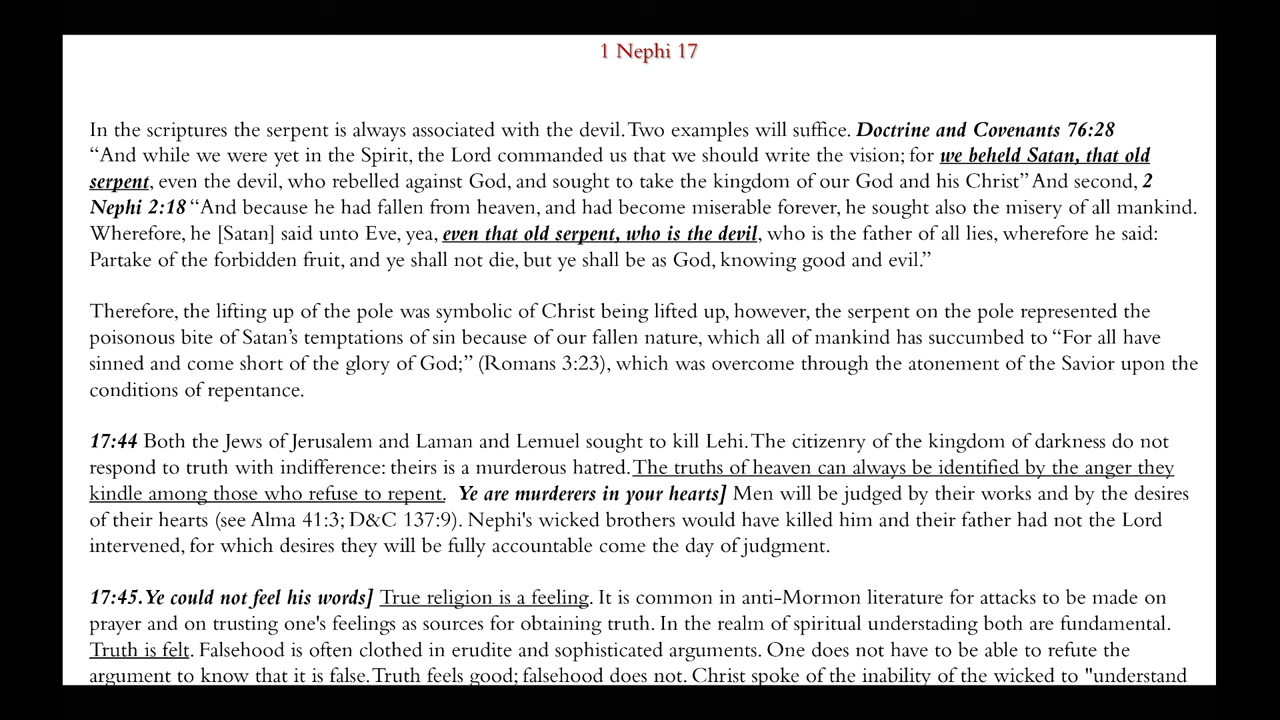 1 Nephi 17
In the scriptures the serpent is always associated with the devil. Two examples will suffice. Doctrine and Covenants 76:28
“And while we were yet in the Spirit, the Lord commanded us that we should write the vision; for we beheld Satan, that old
serpent, even the devil, who rebelled against God, and sought to take the kingdom of our God and his Christ” And second, 2
Nephi 2:18 “And because he had fallen from heaven, and had become miserable forever, he sought also the misery of all mankind.
Wherefore, he [Satan] said unto Eve, yea, even that old serpent, who is the devil, who is the father of all lies, wherefore he said:
Partake of the forbidden fruit, and ye shall not die, but ye shall be as God, knowing good and evil.”
Therefore, the lifting up of the pole was symbolic of Christ being lifted up, however, the serpent on the pole represented the
poisonous bite of Satan’s temptations of sin because of our fallen nature, which all of mankind has succumbed to “For all have
sinned and come short of the glory of God;” (Romans 3:23), which was overcome through the atonement of the Savior upon the
conditions of repentance.
17:44 Both the Jews of Jerusalem and Laman and Lemuel sought to kill Lehi. The citizenry of the kingdom of darkness do not
respond to truth with indifference: theirs is a murderous hatred. The truths of heaven can always be identified by the anger they
kindle among those who refuse to repent. Ye are murderers in your hearts] Men will be judged by their works and by the desires
of their hearts (see Alma 41:3; D&C 137:9). Nephi's wicked brothers would have killed him and their father had not the Lord
intervened, for which desires they will be fully accountable come the day of judgment.
17:45. Ye could not feel his words] True religion is a feeling. It is common in anti-Mormon literature for attacks to be made on
prayer and on trusting one's feelings as sources for obtaining truth. In the realm of spiritual understading both are fundamental.
Truth is felt. Falsehood is often clothed in erudite and sophisticated arguments. One does not have to be able to refute the
argument to know that it is false. Truth feels good; falsehood does not. Christ spoke of the inability of the wicked to "understand